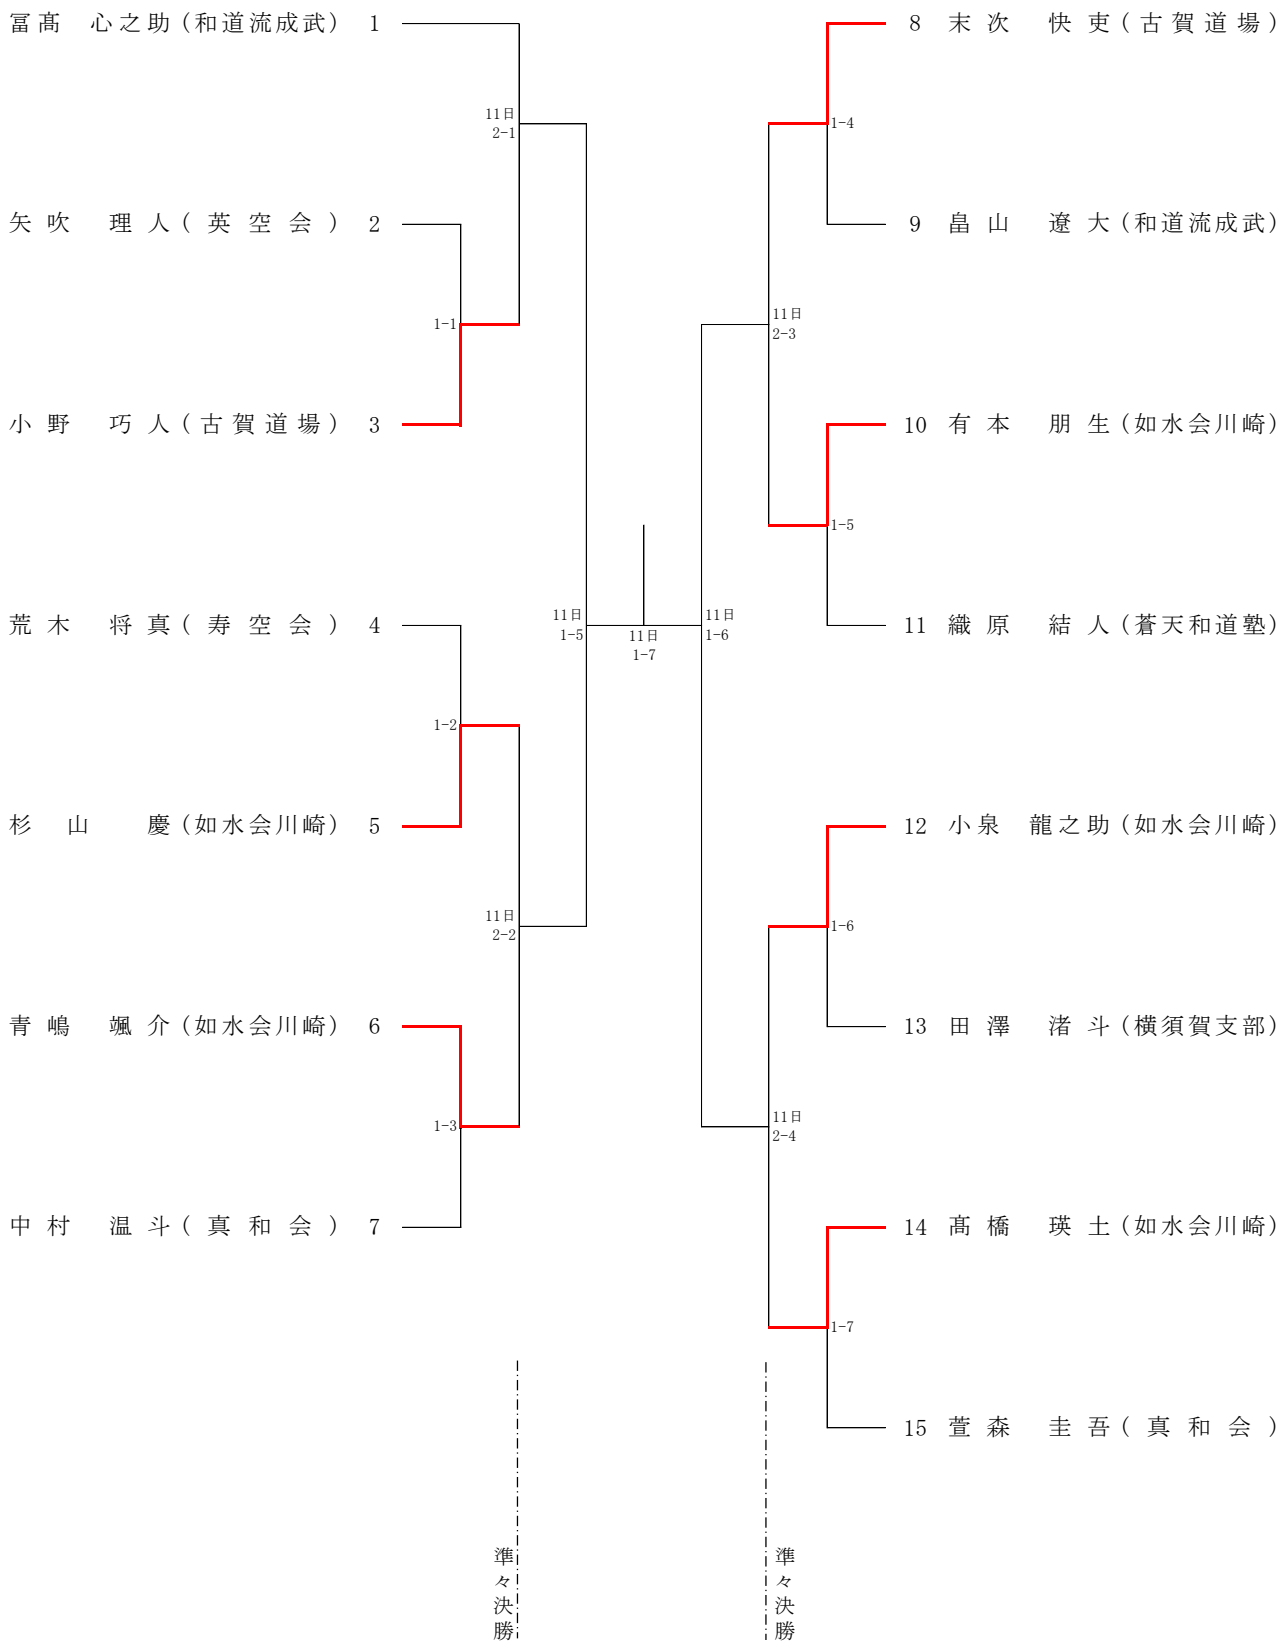 冨髙 心之助(和道流成武) 1
矢吹 理人(英空会) 2
小野 巧人(古賀道場) 3
荒木 将真(寿空会) 4
杉山 慶(如水会川崎) 5
青嶋 颯介(如水会川崎) 6
中村 温斗(真和会) 7
11日
2-1
1-1
1-2
11日
2-2
1-3
11日
1-5
11日
1-7
11日
1-6
1-4
11日
2-3
1-5
1-6
11日
2-4
1-7
8 末次 快吏(古賀道場)
9 畠山 遼大(和道流成武)
10 有本 朋生(如水会川崎)
11 織原 結人(蒼天和道塾)
12 小泉 龍之助(如水会川崎)
13 田澤 渚斗(横須賀支部)
14 髙橋 瑛土(如水会川崎)
15 萱森 圭吾(真和会)
準々決勝
準々決勝